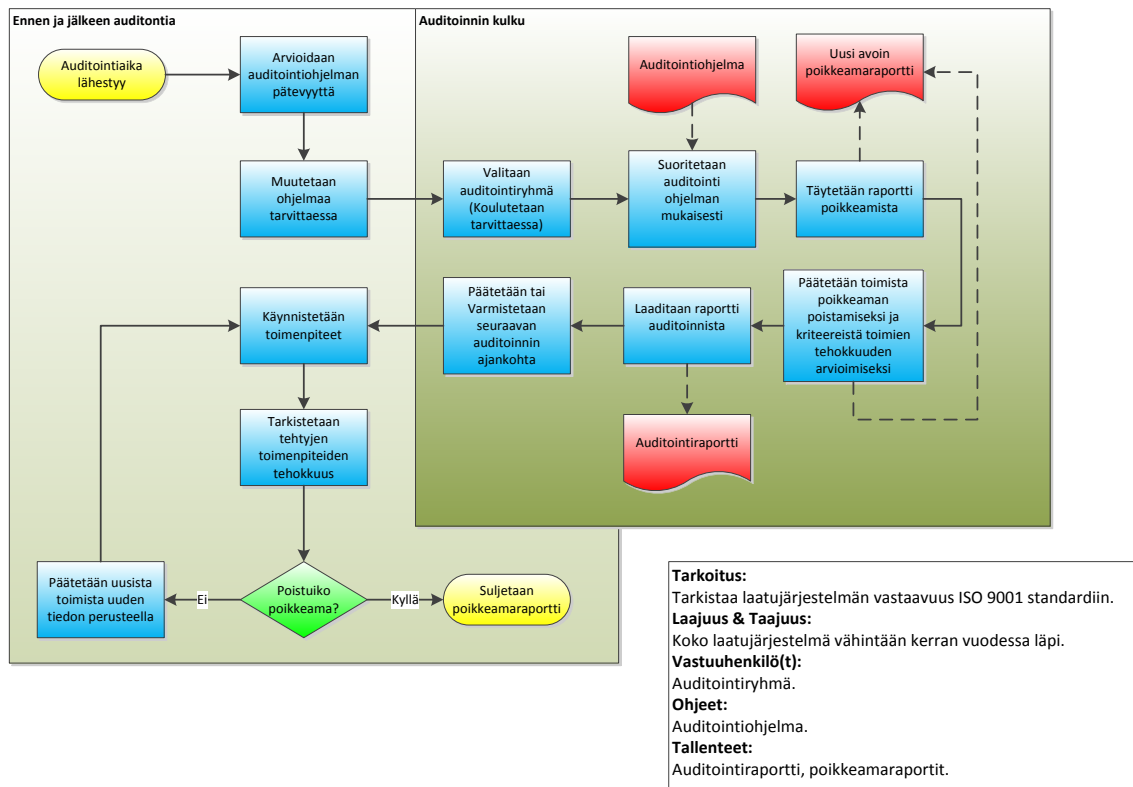 Ennen ja jälkeen auditontia
Auditoinnin kulku
Auditointiaika
lähestyy
Arvioidaan
auditointiohjelman
pätevyyttä
Auditointiohjelma
Uusi avoin
poikkeamaraportti
Muutetaan
ohjelmaa
tarvittaessa
Valitaan
auditointiryhmä
(Koulutetaan
tarvittaessa)
Suoritetaan
auditointi
ohjelman
mukaisesti
Täytetään raportti
poikkeamista
Käynnistetään
toimenpiteet
Päätetään tai
Varmistetaan
seuraavan
auditoinnin
ajankohta
Laaditaan raportti
auditoinnista
Päätetään toimista
poikkeaman
poistamiseksi ja
kriteereistä toimien
tehokkuuden
arvioimiseksi
Tarkistetaan
tehtyjen
toimenpiteiden
tehokkuus
Auditointiraportti
Päätetään uusista
toimista uuden
tiedon perusteella
Ei
Poistuiko
poikkeama?
Kyllä
Suljetaan
poikkeamaraportti
Tarkoitus:
Tarkistaa laatujärjestelmän vastaavuus ISO 9001 standardiin.
Laajuus & Taajuus:
Koko laatujärjestelmä vähintään kerran vuodessa läpi.
Vastuuhenkilö(t):
Auditointiryhmä.
Ohjeet:
Auditointiohjelma.
Tallenteet:
Auditointiraportti, poikkeamaraportit.